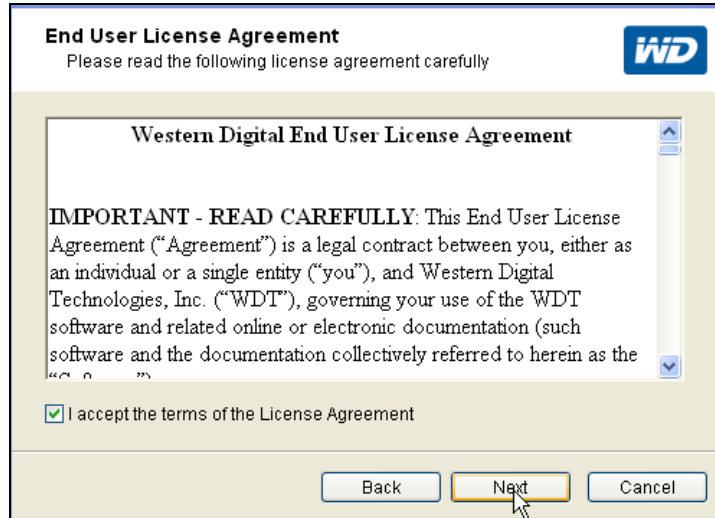 End User License Agreement
Please read the following license agreement carefully
WD
Western Digital End User License Agreement
IMPORTANT - READ CAREFULLY: This End User License
Agreement (“Agreement”) is a legal contract between you, either as
an individual or a single entity (“you”), and Western Digital
Technologies, Inc. (“WDT”), governing your use of the WDT
software and related online or electronic documentation (such
software and the documentation collectively referred to herein as the
I accept the terms of the License Agreement
Back Next Cancel